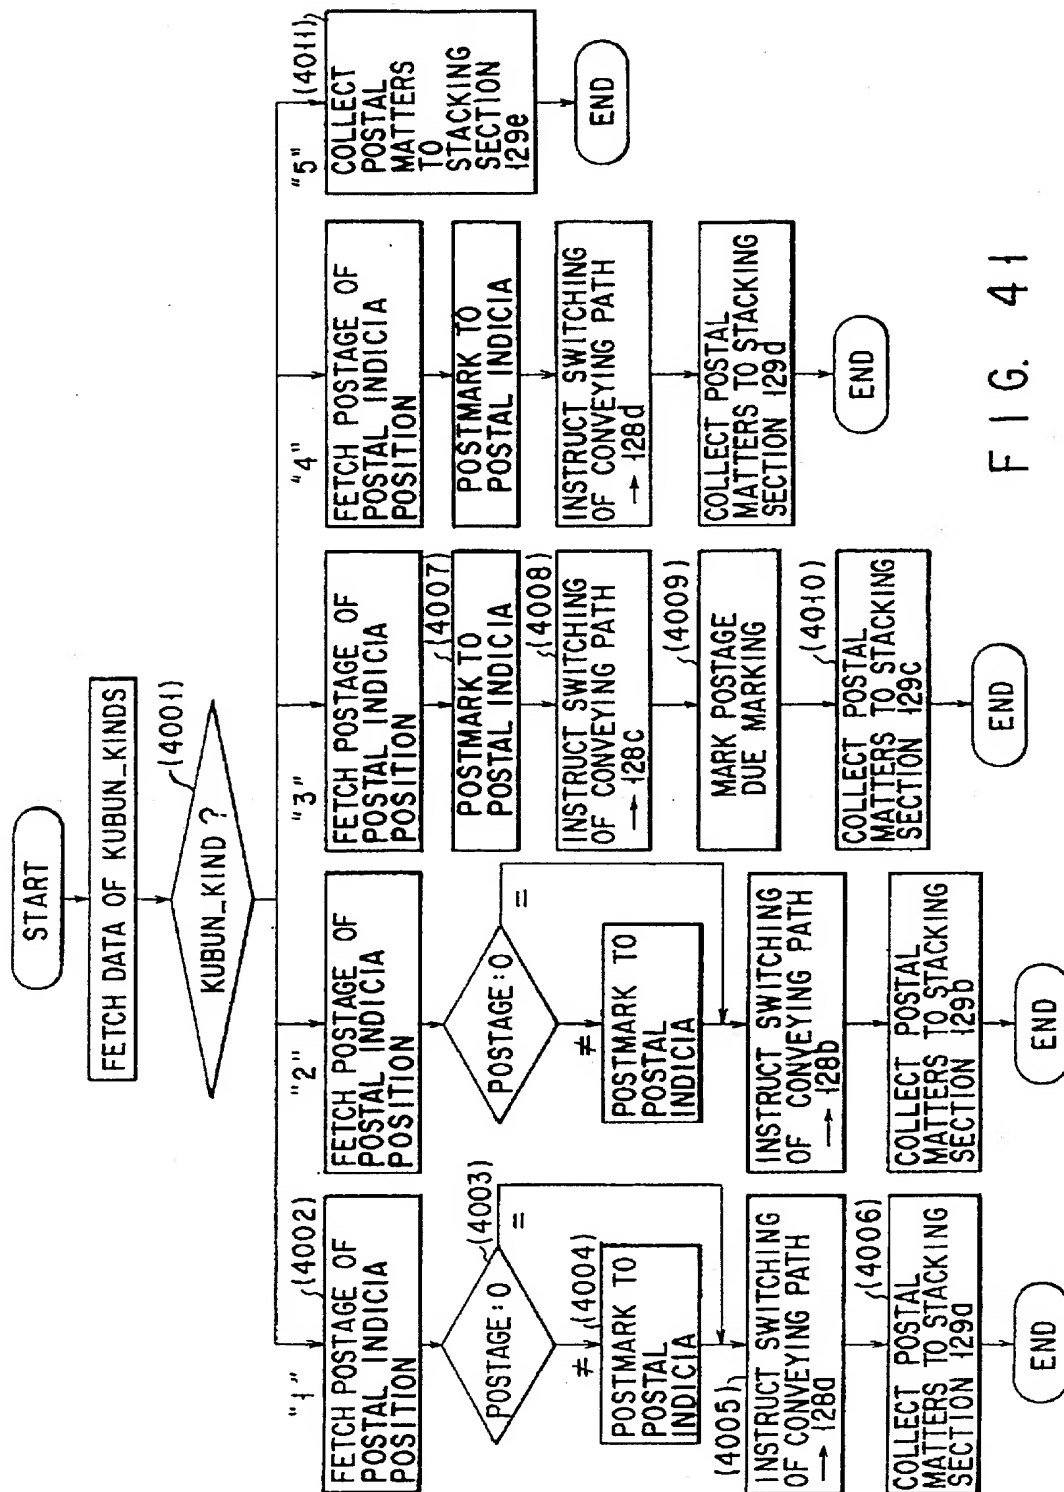 START
FETCH DATA OF KUBUN_KINDS
KUBUN_KIND ?
(4001)
"1"
(4002)
FETCH POSTAGE OF
POSTAL INDICIA
POSITION
(4003)
POSTAGE:0
=
≠
(4004)
POSTMARK TO
POSTAL
INDICIA
(4005)
INSTRUCT SWITCHING
OF CONVEYING PATH
→ 128a
(4006)
COLLECT POSTAL
MATTERS TO STACKING
SECTION 129a
END
"2"
FETCH POSTAGE OF
POSTAL INDICIA
POSITION
POSTAGE:0
=
≠
POSTMARK TO
POSTAL
INDICIA
INSTRUCT SWITCHING
OF CONVEYING PATH
→ 128b
COLLECT POSTAL
MATTERS TO STACKING
SECTION 129b
END
"3"
FETCH POSTAGE OF
POSTAL INDICIA
POSITION
(4007)
POSTMARK TO
POSTAL INDICIA
(4008)
INSTRUCT SWITCHING
OF CONVEYING PATH
→ 128c
(4009)
MARK POSTAGE
DUE MARKING
(4010)
COLLECT POSTAL
MATTERS TO STACKING
SECTION 129c
END
"4"
FETCH POSTAGE OF
POSTAL INDICIA
POSITION
POSTMARK TO
POSTAL INDICIA
INSTRUCT SWITCHING
OF CONVEYING PATH
→ 128d
COLLECT POSTAL
MATTERS TO STACKING
SECTION 129d
END
"5"
(4011)
COLLECT
POSTAL
MATTERS
TO
STACKING
SECTION
129e
END
FIG. 41